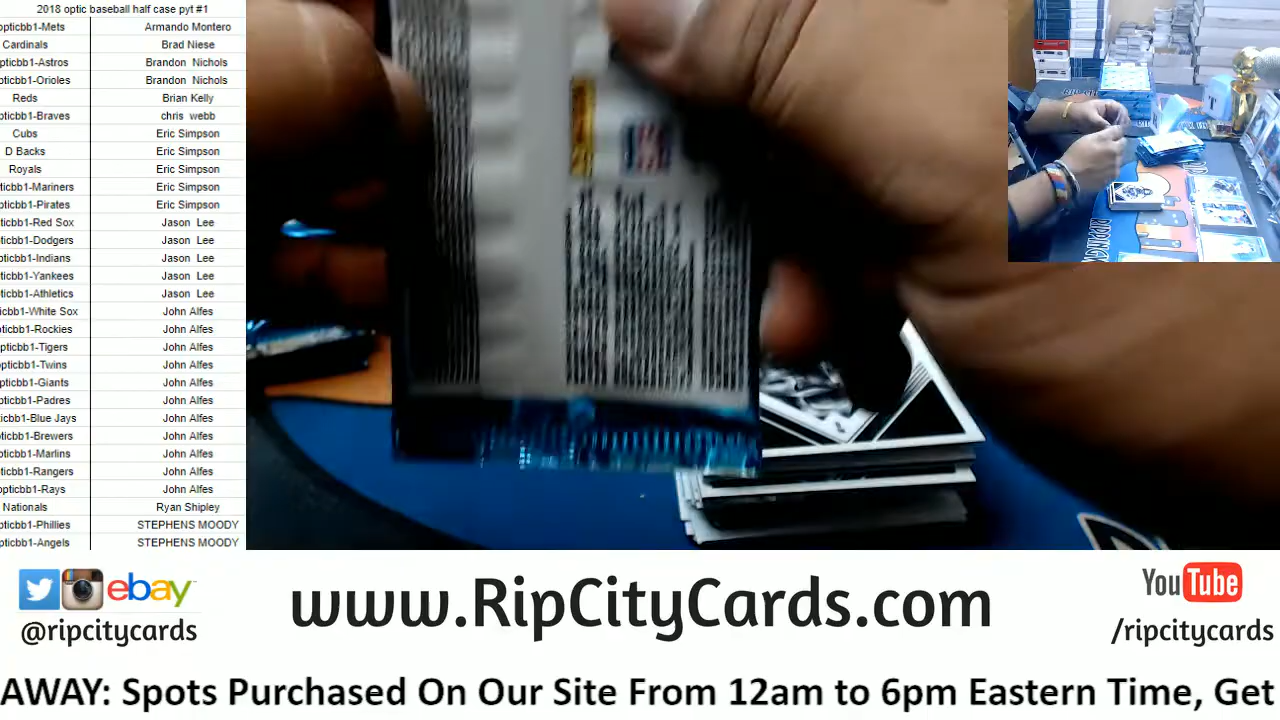 2018 optic baseball half case pyt #1
opticbb1-Mets Armando Montero
Cardinals Brad Niese
pticbb1-Astros Brandon Nichols
pticbb1-Orioles Brandon Nichols
Reds Brian Kelly
pticbb1-Braves chris webb
Cubs Eric Simpson
D Backs Eric Simpson
Royals Eric Simpson
ticbb1-Mariners Eric Simpson
pticbb1-Pirates Eric Simpson
ticbb1-Red Sox Jason Lee
pticbb1-Dodgers Jason Lee
pticbb1-Indians Jason Lee
ticbb1-Yankees Jason Lee
ticbb1-Athletics Jason Lee
icbb1-White Sox John Alfes
ticbb1-Rockies John Alfes
pticbb1-Tigers John Alfes
pticbb1-Twins John Alfes
pticbb1-Giants John Alfes
pticbb1-Padres John Alfes
ticbb1-Blue Jays John Alfes
ticbb1-Brewers John Alfes
pticbb1-Marlins John Alfes
ticbb1-Rangers John Alfes
opticbb1-Rays John Alfes
Nationals Ryan Shipley
pticbb1-Phillies STEPHENS MOODY
pticbb1-Angels STEPHENS MOODY
ebay
@ripcitycards
www.RipCityCards.com
YouTube
/ripcitycards
AWAY: Spots Purchased On Our Site From 12am to 6pm Eastern Time, Get